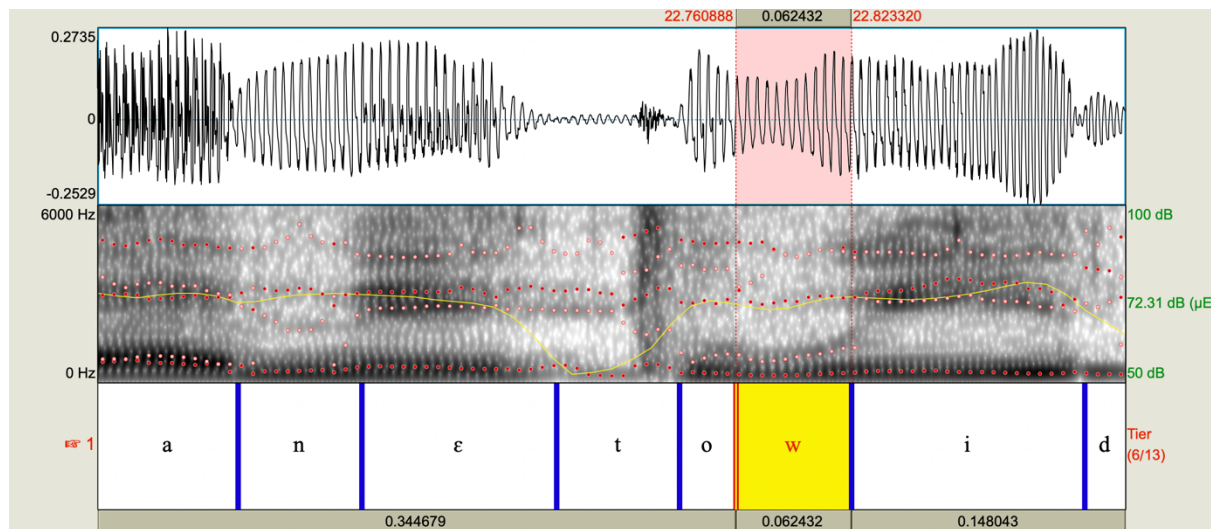 22.760888 0.062432 22.823320
0.2735
0
-0.2529
6000 Hz 100 dB
72.31 dB (µE
0 Hz 50 dB
☞ 1 a n ɛ t o w i d Tier
(6/13)
0.344679 0.062432 0.148043